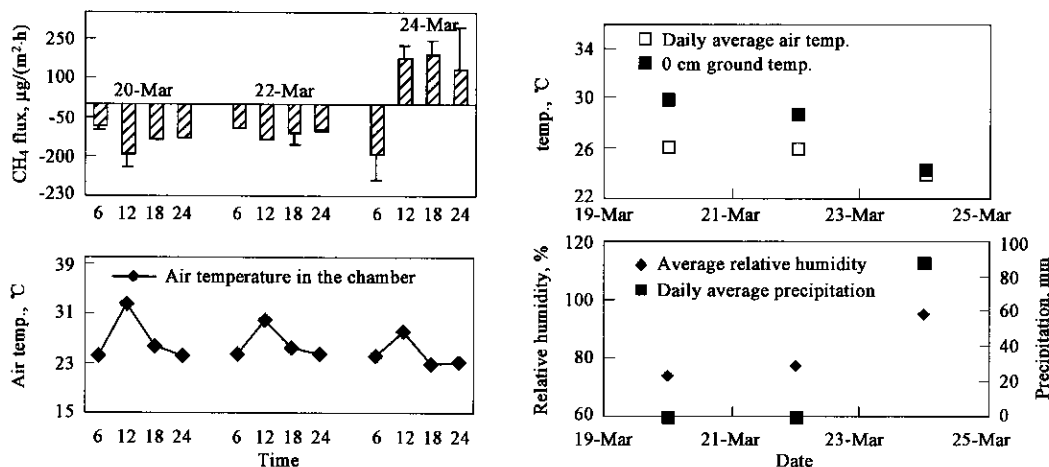 24-Mar
20-Mar
22-Mar
CH₄ flux, μg/(m²·h)
250
100
-50
-200
-230
6 12 18 24 6 12 18 24 6 12 18 24
Air temperature in the chamber
Air temp., ℃
39
31
23
15
6 12 18 24 6 12 18 24 6 12 18 24
Time
Daily average air temp.
0 cm ground temp.
temp., ℃
34
30
26
22
19-Mar 21-Mar 23-Mar 25-Mar
Average relative humidity
Daily average precipitation
Relative humidity, %
120
100
80
60
100
80
60
40
20
0
Precipitation, mm
19-Mar 21-Mar 23-Mar 25-Mar
Date